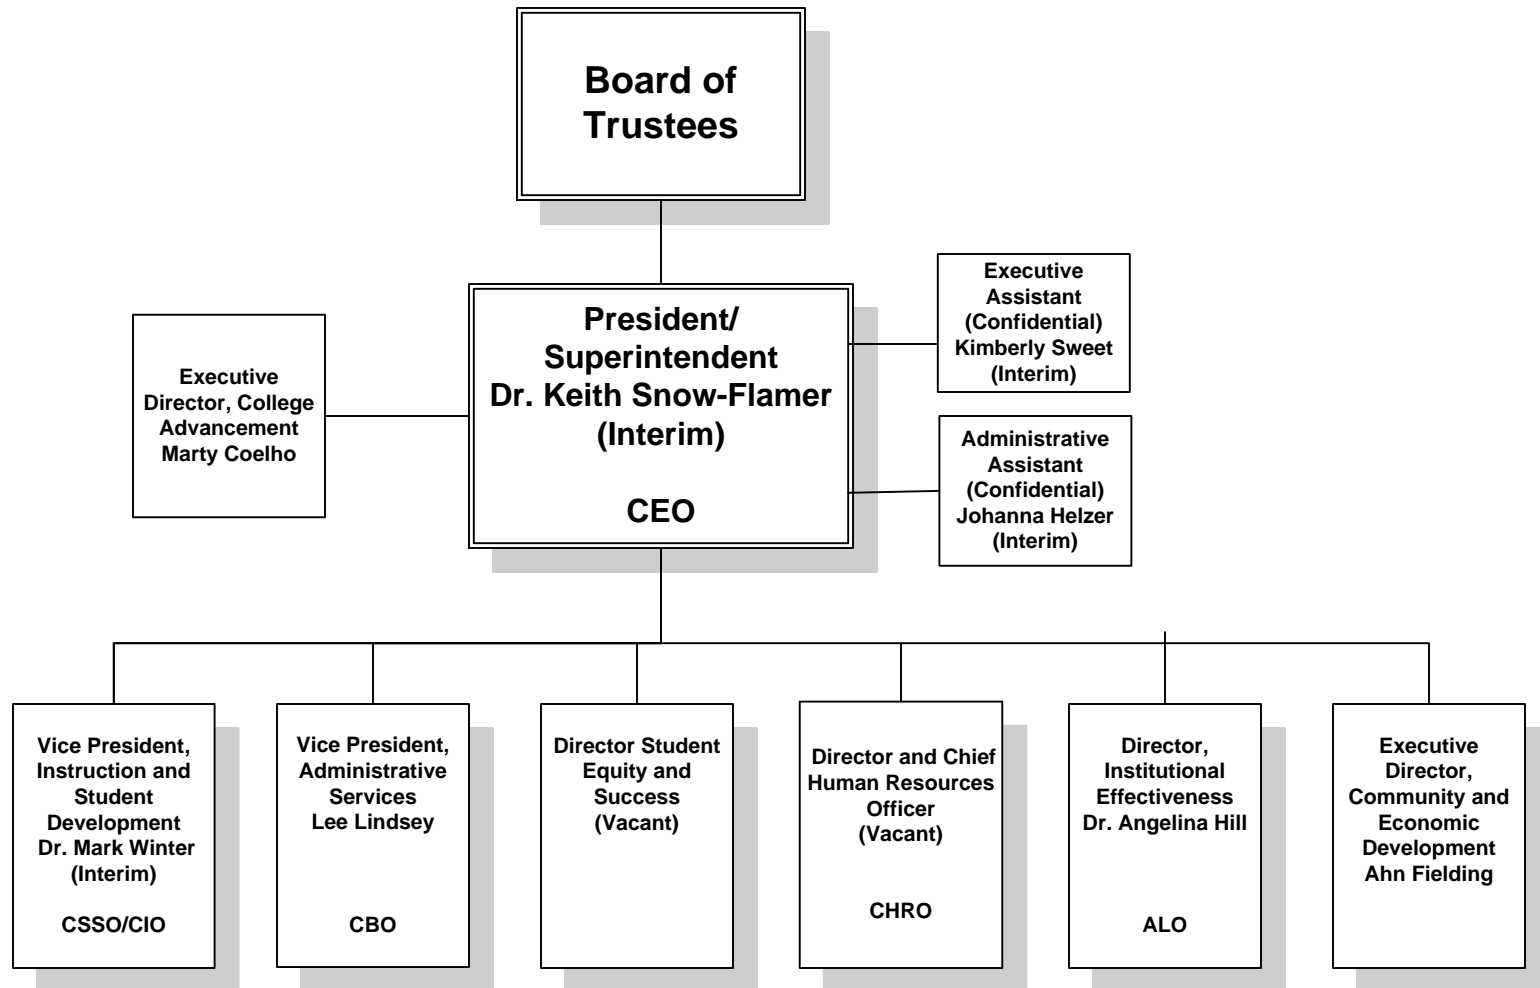 Board of
Trustees
President/
Superintendent
Dr. Keith Snow-Flamer
(Interim)
CEO
Executive
Director, College
Advancement
Marty Coelho
Executive
Assistant
(Confidential)
Kimberly Sweet
(Interim)
Administrative
Assistant
(Confidential)
Johanna Helzer
(Interim)
Vice President,
Instruction and
Student
Development
Dr. Mark Winter
(Interim)
CSSO/CIO
Vice President,
Administrative
Services
Lee Lindsey
CBO
Director Student
Equity and
Success
(Vacant)
Director and Chief
Human Resources
Officer
(Vacant)
CHRO
Director,
Institutional
Effectiveness
Dr. Angelina Hill
ALO
Executive
Director,
Community and
Economic
Development
Ahn Fielding